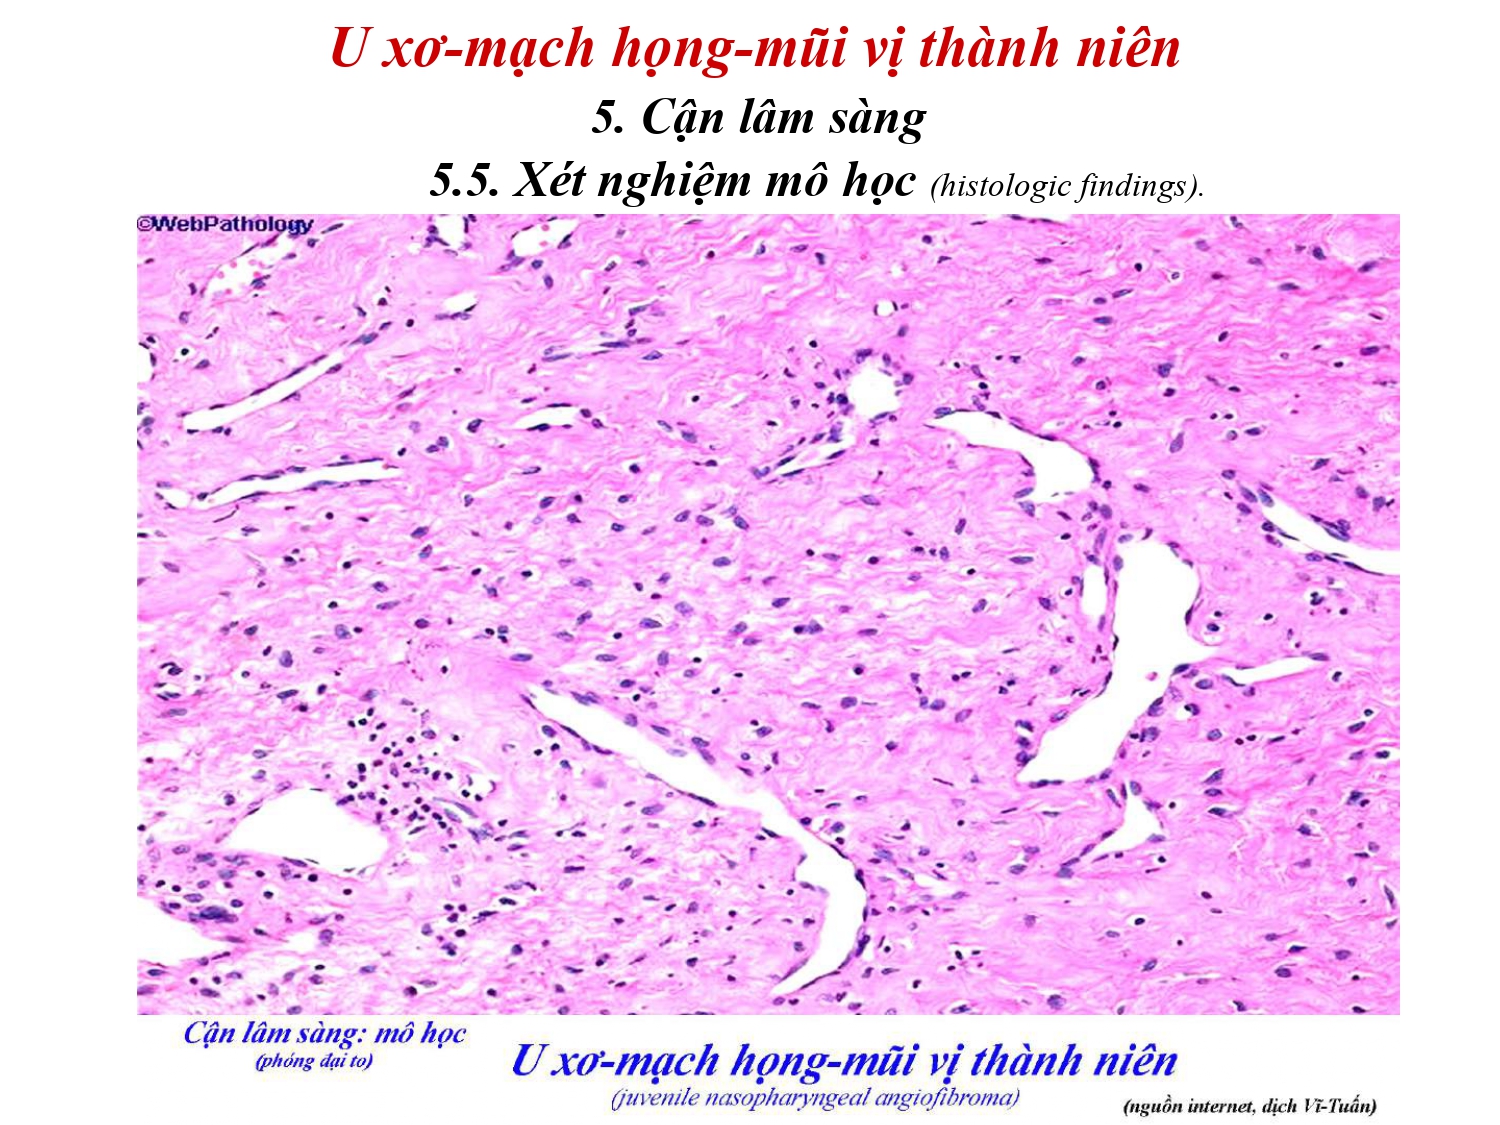 U xơ-mạch họng-mũi vị thành niên
5. Cận lâm sàng
5.5. Xét nghiệm mô học (histologic findings).
©WebPathology
Cận lâm sàng: mô học
(phóng đại to)
U xơ-mạch họng-mũi vị thành niên
(juvenile nasopharyngeal angiofibroma)
(nguồn internet, dịch Vĩ-Tuấn)